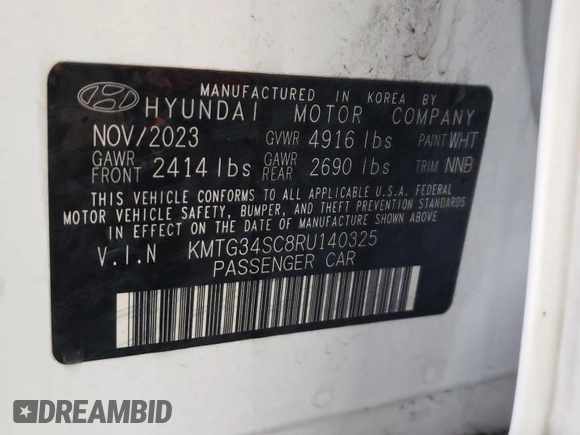 MANUFACTURED IN KOREA BY
HYUNDAI MOTOR COMPANY
NOV/2023 GVWR 4916 lbs PAINT WHT
GAWR FRONT 2414 lbs GAWR REAR 2690 lbs TRIM NNB
THIS VEHICLE CONFORMS TO ALL APPLICABLE U.S.A. FEDERAL
MOTOR VEHICLE SAFETY, BUMPER, AND THEFT PREVENTION
STANDARDS IN EFFECT ON THE DATE OF MANUFACTURE SHOWN ABOVE.
V.I.N KMTG34SC8RU140325
PASSENGER CAR
DREAMBID